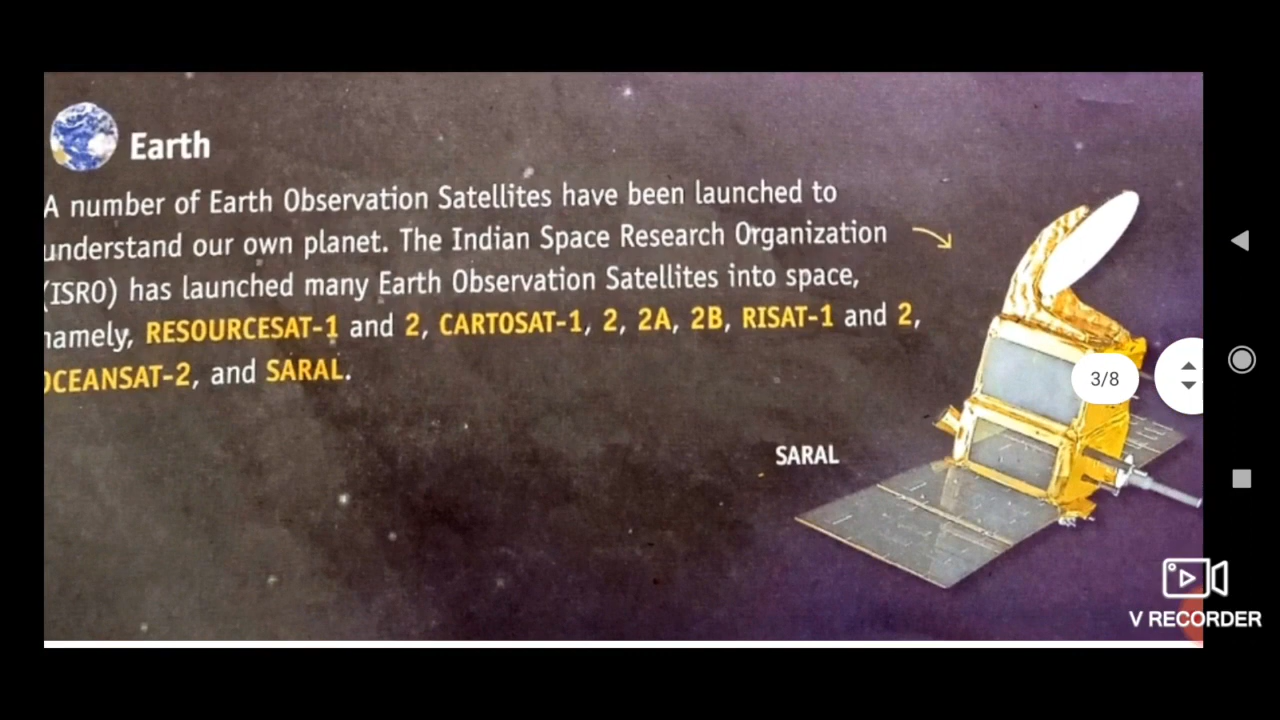 Earth
A number of Earth Observation Satellites have been launched to
understand our own planet. The Indian Space Research Organization
(ISRO) has launched many Earth Observation Satellites into space,
namely, RESOURCESAT-1 and 2, CARTOSAT-1, 2, 2A, 2B, RISAT-1 and 2,
OCEANSAT-2, and SARAL.
3/8
SARAL
V RECORDER